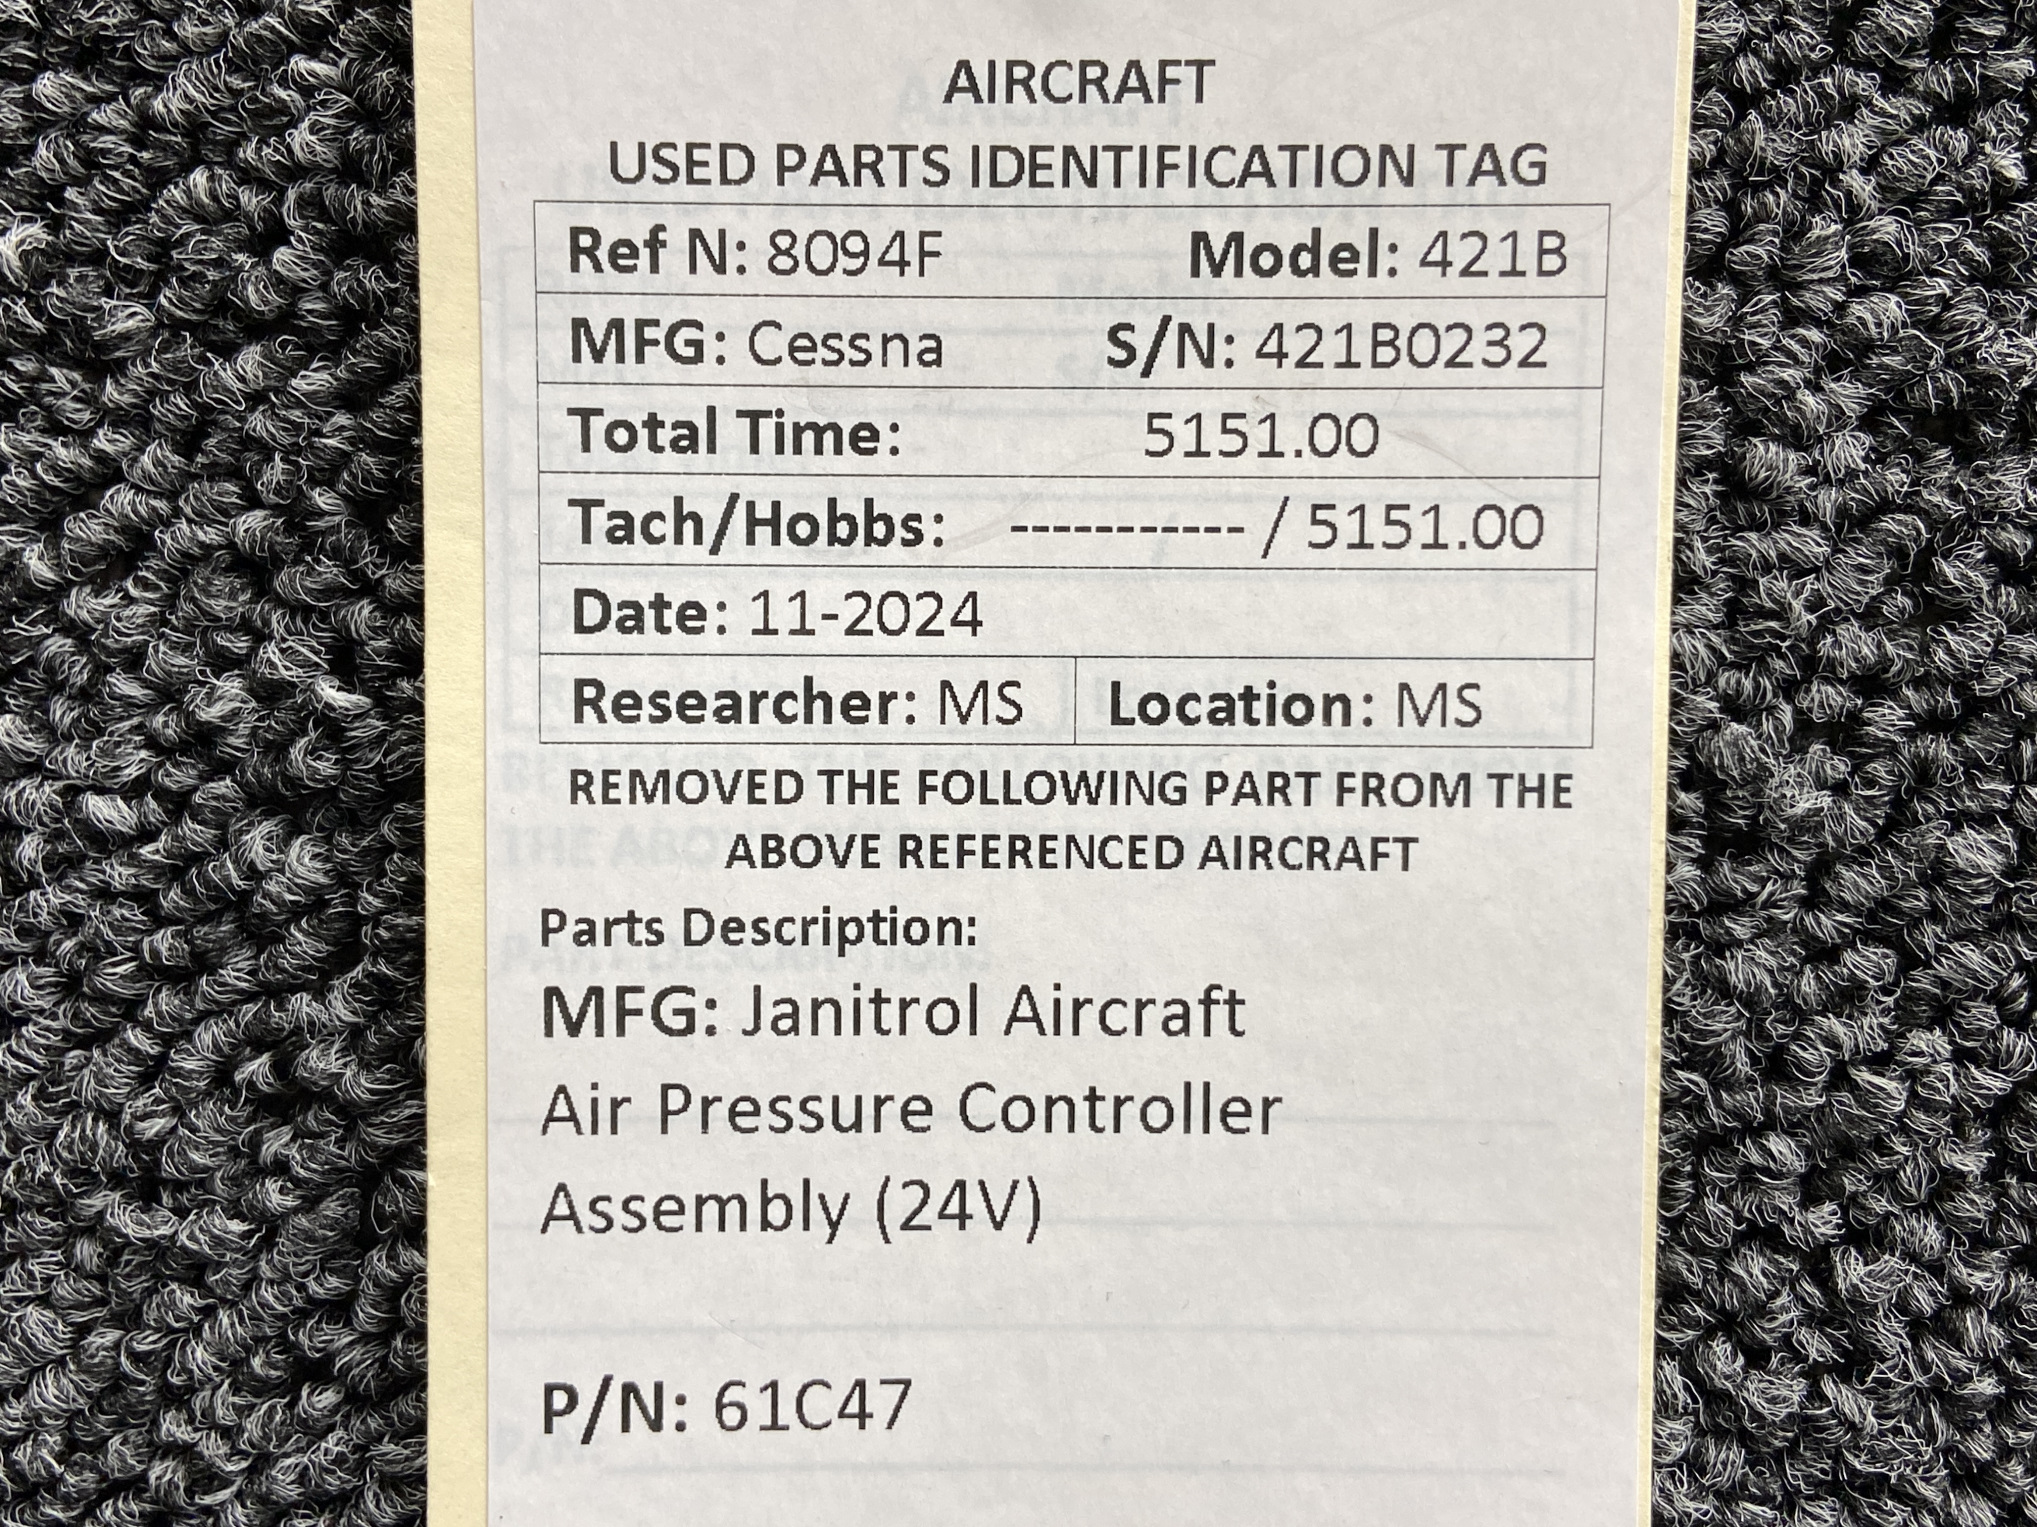 AIRCRAFT
USED PARTS IDENTIFICATION TAG
Ref N: 8094F Model: 421B
MFG: Cessna S/N: 421B0232
Total Time: 5151.00
Tach/Hobbs: ----------- / 5151.00
Date: 11-2024
Researcher: MS Location: MS
REMOVED THE FOLLOWING PART FROM THE
ABOVE REFERENCED AIRCRAFT
Parts Description:
MFG: Janitrol Aircraft
Air Pressure Controller
Assembly (24V)
P/N: 61C47